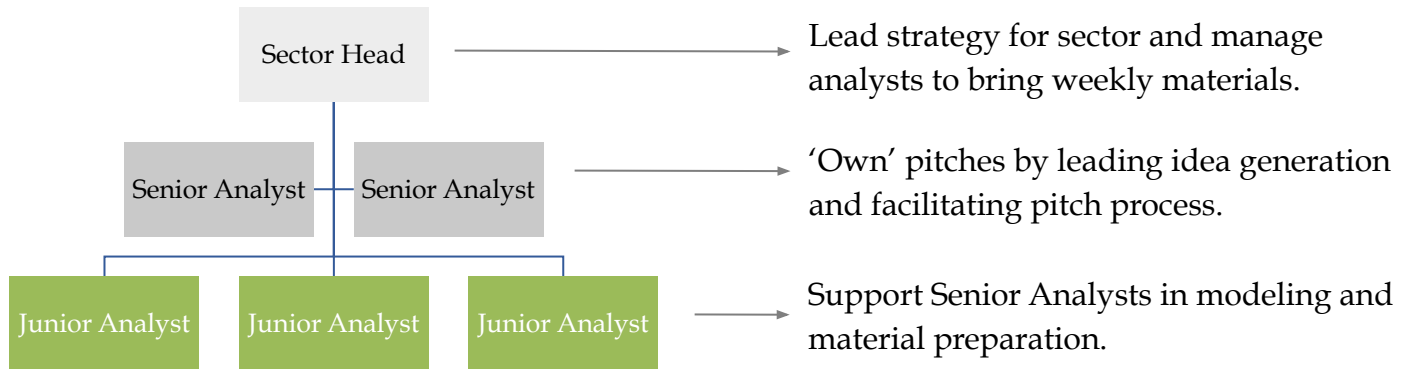 Sector Head
Lead strategy for sector and manage
analysts to bring weekly materials.
Senior Analyst
Senior Analyst
‘Own’ pitches by leading idea generation
and facilitating pitch process.
Junior Analyst
Junior Analyst
Junior Analyst
Support Senior Analysts in modeling and
material preparation.